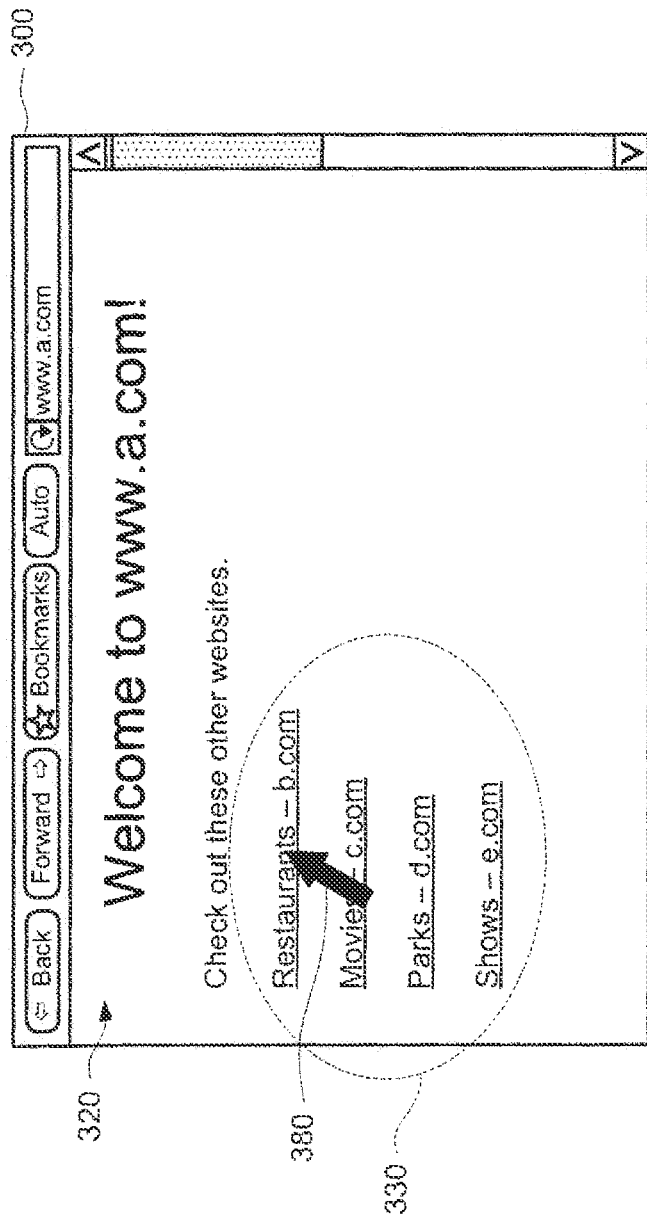 300
Back Forward Bookmarks Auto www.a.com
320
Welcome to www.a.com!
Check out these other websites.
Restaurants – b.com
380
Movies – c.com
Parks – d.com
Shows – e.com
330